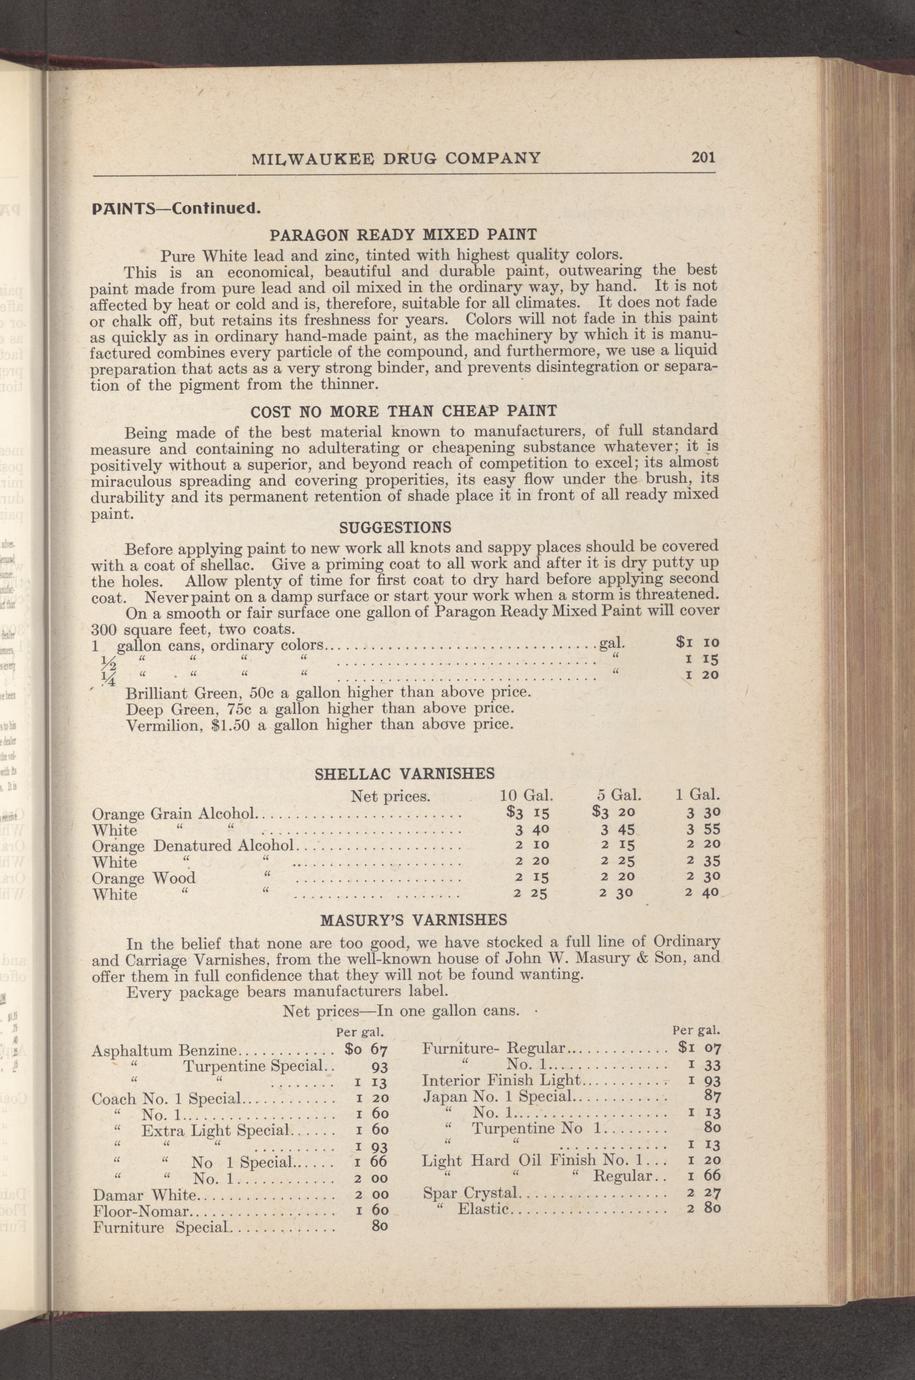 MILWAUKEE DRUG COMPANY 201
PAINTS—Continued.
PARAGON READY MIXED PAINT
Pure White lead and zinc, tinted with highest quality colors.
This is an economical, beautiful and durable paint, outwearing the best
paint made from pure lead and oil mixed in the ordinary way, by hand. It is not
affected by heat or cold and is, therefore, suitable for all climates. It does not fade
or chalk off, but retains its freshness for years. Colors will not fade in this paint
as quickly as in ordinary hand-made paint, as the machinery by which it is manu-
factured combines every particle of the compound, and furthermore, we use a liquid
preparation that acts as a very strong binder, and prevents disintegration or separa-
tion of the pigment from the thinner.
COST NO MORE THAN CHEAP PAINT
Being made of the best material known to manufacturers, of full standard
measure and containing no adulterating or cheapening substance whatever; it is
positively without a superior, and beyond reach of competition to excel; its almost
miraculous spreading and covering properities, its easy flow under the brush, its
durability and its permanent retention of shade place it in front of all ready mixed
paint.
SUGGESTIONS
Before applying paint to new work all knots and sappy places should be covered
with a coat of shellac. Give a priming coat to all work and after it is dry putty up
the holes. Allow plenty of time for first coat to dry hard before applying second
coat. Never paint on a damp surface or start your work when a storm is threatened.
On a smooth or fair surface one gallon of Paragon Ready Mixed Paint will cover
300 square feet, two coats.
1 gallon cans, ordinary colors..............................gal. $1 10
½ " " " " .............................. " 1 15
¼ " " " " .............................. " 1 20
Brilliant Green, 50c a gallon higher than above price.
Deep Green, 75c a gallon higher than above price.
Vermilion, $1.50 a gallon higher than above price.
SHELLAC VARNISHES
Net prices. 10 Gal. 5 Gal. 1 Gal.
Orange Grain Alcohol........................ $3 15 $3 20 3 30
White " " ........................ 3 40 3 45 3 55
Orange Denatured Alcohol................... 2 10 2 15 2 20
White " " ................... 2 20 2 25 2 35
Orange Wood " ................... 2 15 2 20 2 30
White " " ................... 2 25 2 30 2 40
MASURY'S VARNISHES
In the belief that none are too good, we have stocked a full line of Ordinary
and Carriage Varnishes, from the well-known house of John W. Masury & Son, and
offer them in full confidence that they will not be found wanting.
Every package bears manufacturers label.
Net prices—In one gallon cans.
Per gal.
Asphaltum Benzine............ $0 67
" Turpentine Special.. 93
" " ........ 1 13
Coach No. 1 Special........... 1 20
" No. 1.................. 1 60
" Extra Light Special...... 1 60
" " " .......... 1 93
" " No 1 Special...... 1 66
" " No. 1............ 2 00
Damar White................. 2 00
Floor-Nomar.................. 1 60
Furniture Special............. 80
Per gal.
Furniture- Regular............. $1 07
" No. 1............... 1 33
Interior Finish Light........... 1 93
Japan No. 1 Special............ 87
" No. 1................... 1 13
" Turpentine No 1........ 80
" " ............. 1 13
Light Hard Oil Finish No. 1... 1 20
" " " Regular.. 1 66
Spar Crystal.................. 2 27
" Elastic................... 2 80